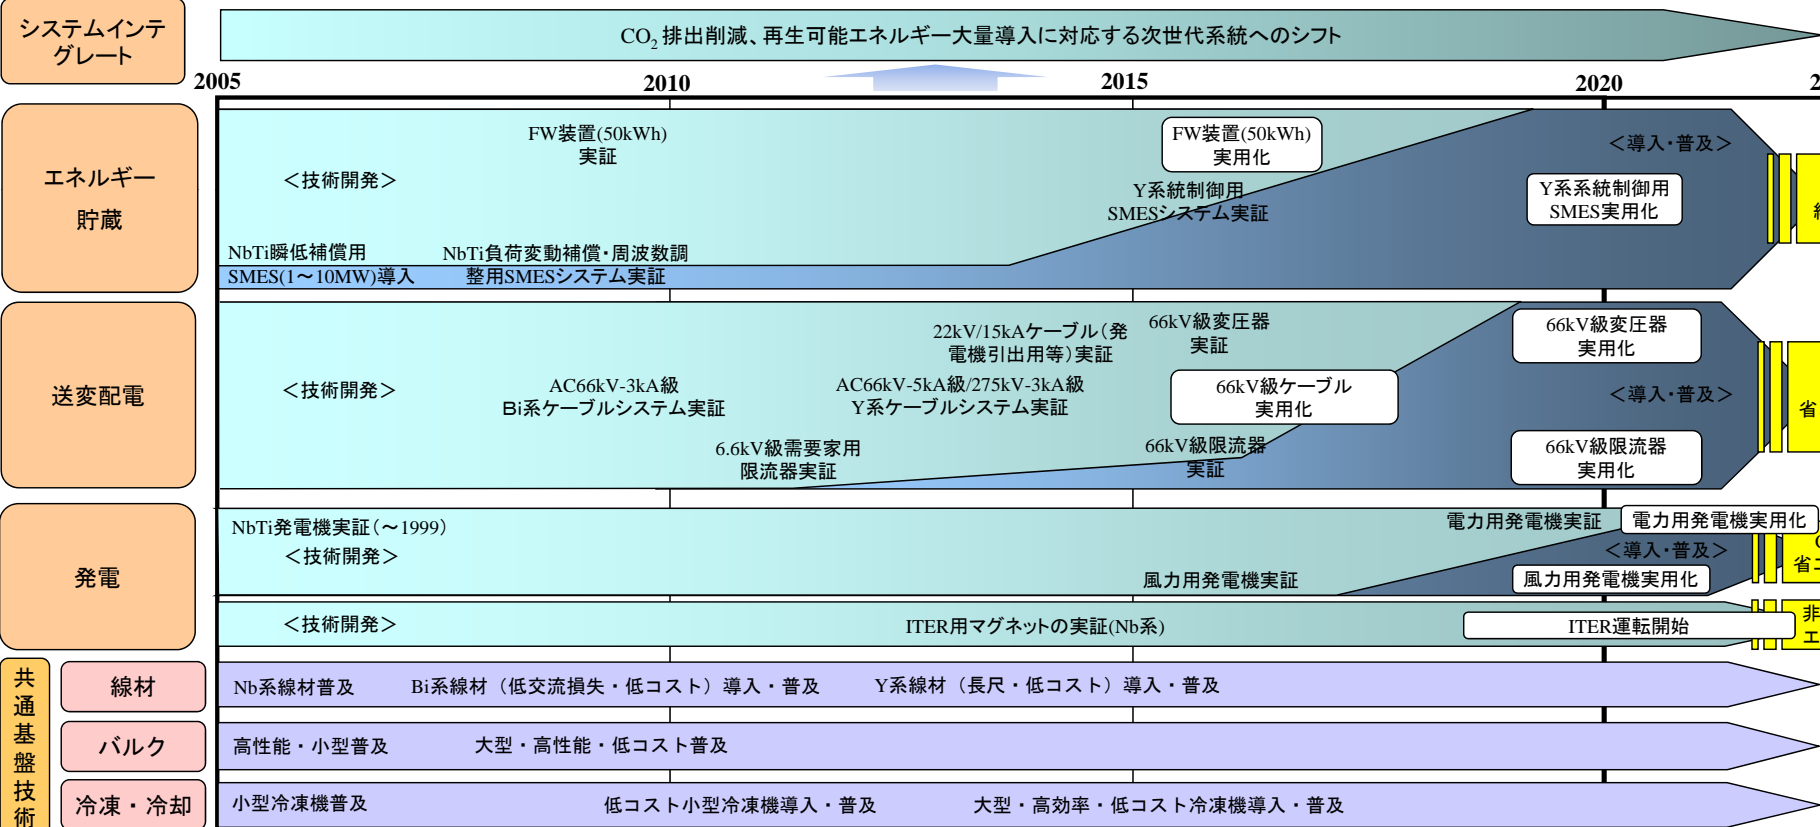 システムインテ
グレート
CO2 排出削減、再生可能エネルギー大量導入に対応する次世代系統へのシフト
2005
2010
2015
2020
2
エネルギー
貯蔵
FW装置(50kWh)
実証
FW装置(50kWh)
実用化
＜導入・普及＞
＜技術開発＞
Y系統制御用
SMESシステム実証
Y系系統制御用
SMES実用化
NbTi瞬低補償用
SMES(1～10MW)導入
NbTi負荷変動補償・周波数調
整用SMESシステム実証
送変配電
22kV/15kAケーブル（発
電機引出用等）実証
66kV級変圧器
実証
66kV級変圧器
実用化
＜技術開発＞
AC66kV-3kA級
Bi系ケーブルシステム実証
AC66kV-5kA級/275kV-3kA級
Y系ケーブルシステム実証
66kV級ケーブル
実用化
＜導入・普及＞
省
6.6kV級需要家用
限流器実証
66kV級限流器
実証
66kV級限流器
実用化
発電
NbTi発電機実証（～1999）
＜技術開発＞
電力用発電機実証
電力用発電機実用化
＜導入・普及＞
省エ
風力用発電機実証
風力用発電機実用化
＜技術開発＞
ITER用マグネットの実証(Nb系)
ITER運転開始
非
エ
共通基盤技術
線材
Nb系線材普及
Bi系線材（低交流損失・低コスト）導入・普及
Y系線材（長尺・低コスト）導入・普及
バルク
高性能・小型普及
大型・高性能・低コスト普及
冷凍・冷却
小型冷凍機普及
低コスト小型冷凍機導入・普及
大型・高効率・低コスト冷凍機導入・普及